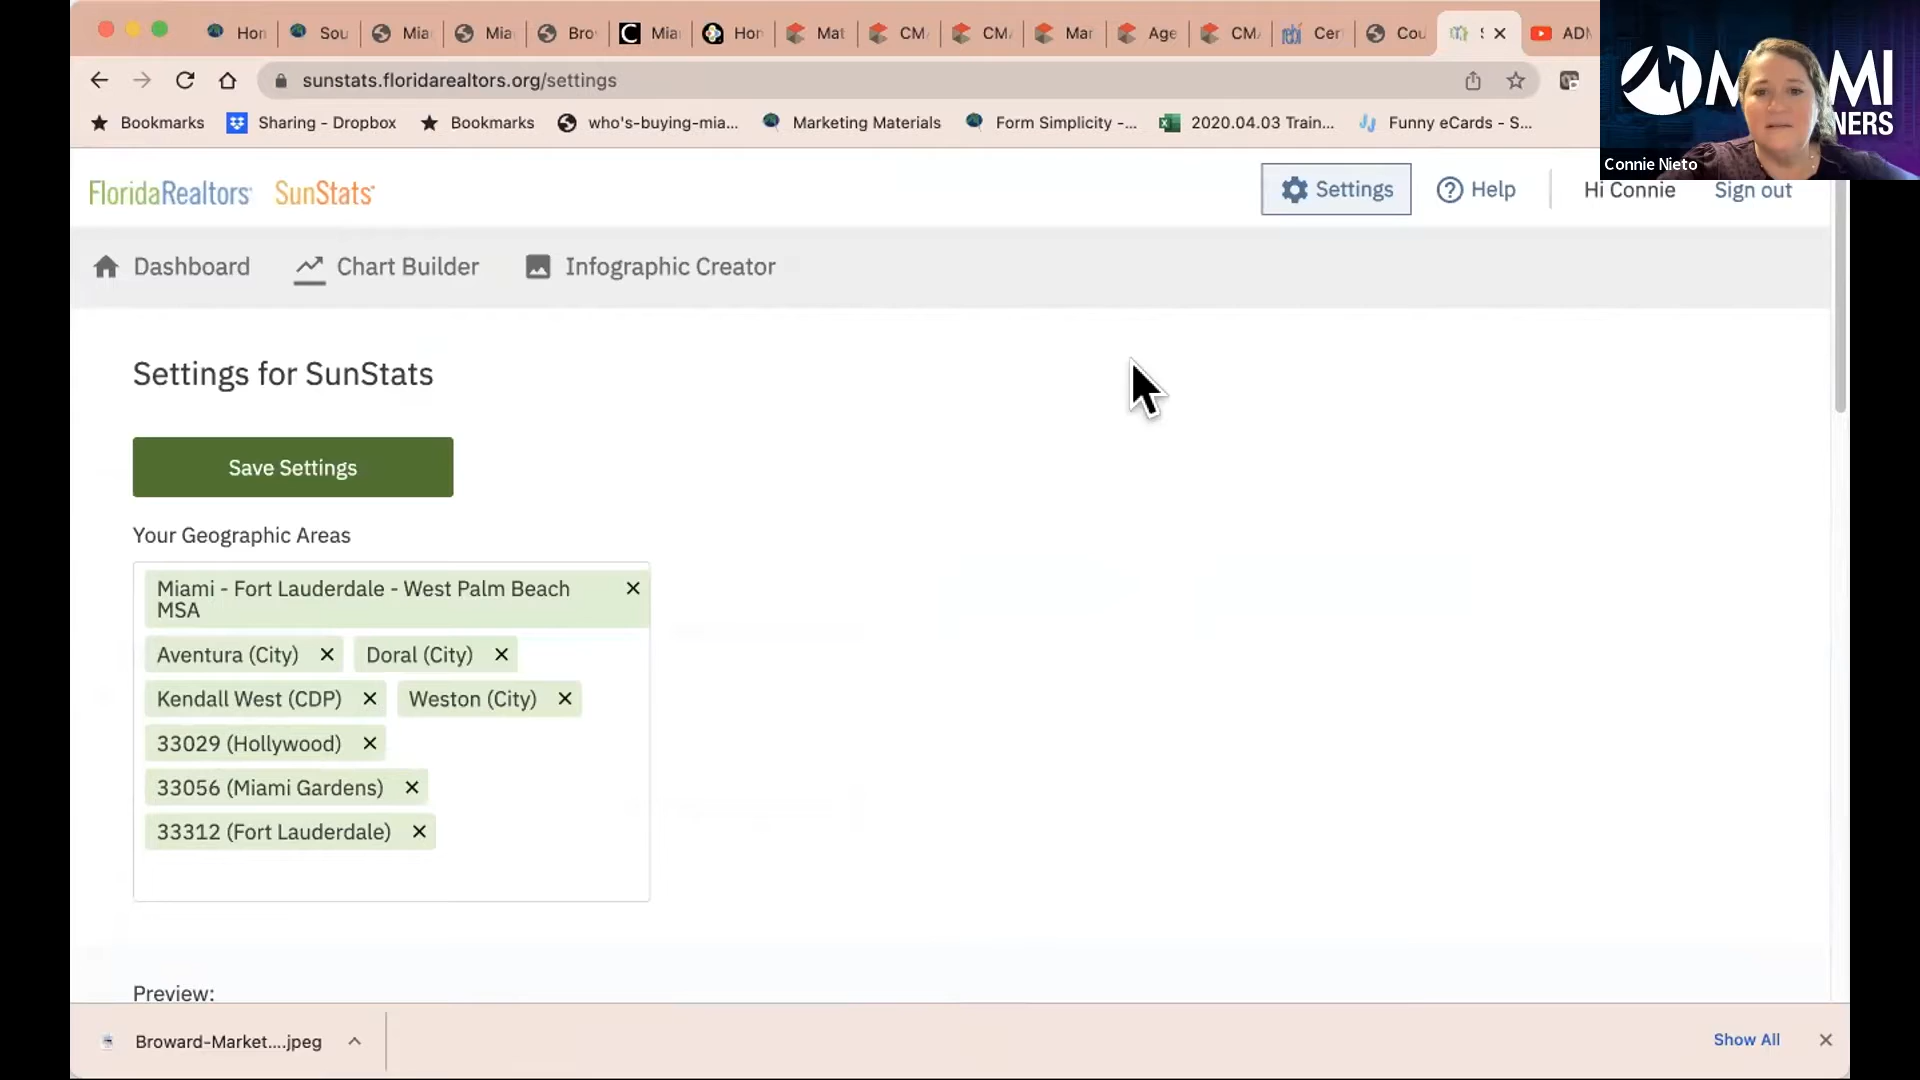 Hon
Sou
Mia
Mia
Bro
Mia
Hon
Mat
CM
CM
Mar
Age
CM
Cer
Cou
ADM
sunstats.floridarealtors.org/settings
Bookmarks
Sharing - Dropbox
Bookmarks
who's-buying-mia...
Marketing Materials
Form Simplicity -...
2020.04.03 Train...
Funny eCards - S...
Connie Nieto
FloridaRealtors SunStats
Settings
Help
Hi Connie
Sign out
Dashboard
Chart Builder
Infographic Creator
Settings for SunStats
Save Settings
Your Geographic Areas
Miami - Fort Lauderdale - West Palm Beach
MSA
Aventura (City)
Doral (City)
Kendall West (CDP)
Weston (City)
33029 (Hollywood)
33056 (Miami Gardens)
33312 (Fort Lauderdale)
Preview:
Broward-Market....jpeg
Show All